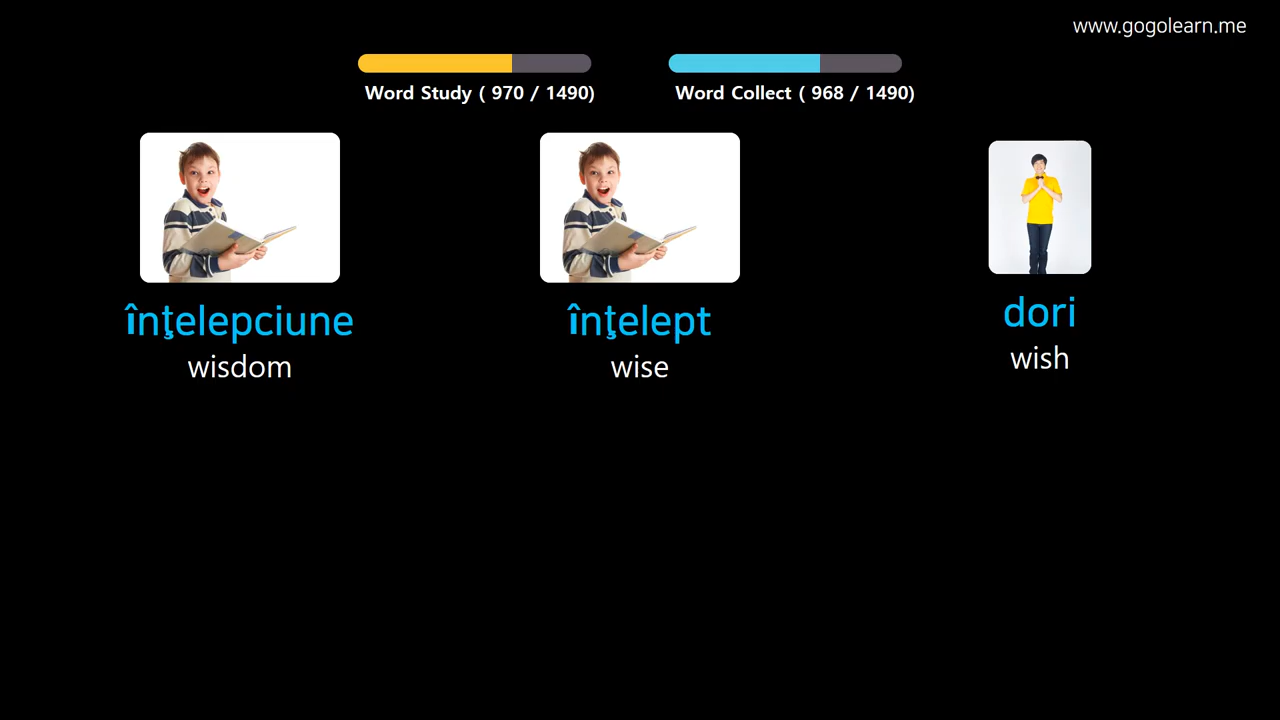 www.gogolearn.me
Word Study ( 970 / 1490)
Word Collect ( 968 / 1490)
înţelepciune
wisdom
înţelept
wise
dori
wish